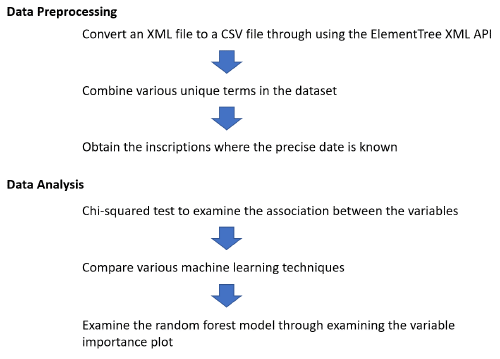 Data Preprocessing
Convert an XML file to a CSV file through using the ElementTree XML API
Combine various unique terms in the dataset
Obtain the inscriptions where the precise date is known
Data Analysis
Chi-squared test to examine the association between the variables
Compare various machine learning techniques
Examine the random forest model through examining the variable
importance plot